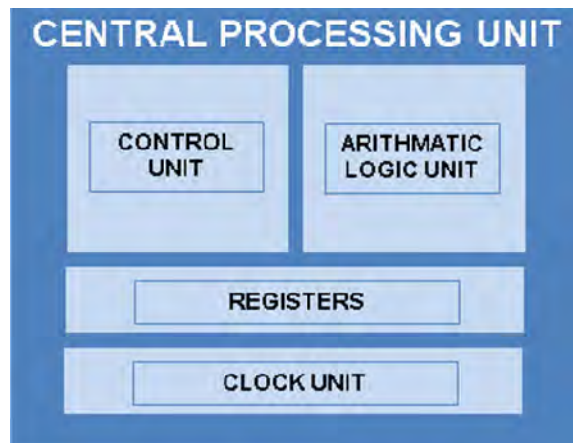 CENTRAL PROCESSING UNIT
CONTROL
UNIT
ARITHMATIC
LOGIC UNIT
REGISTERS
CLOCK UNIT